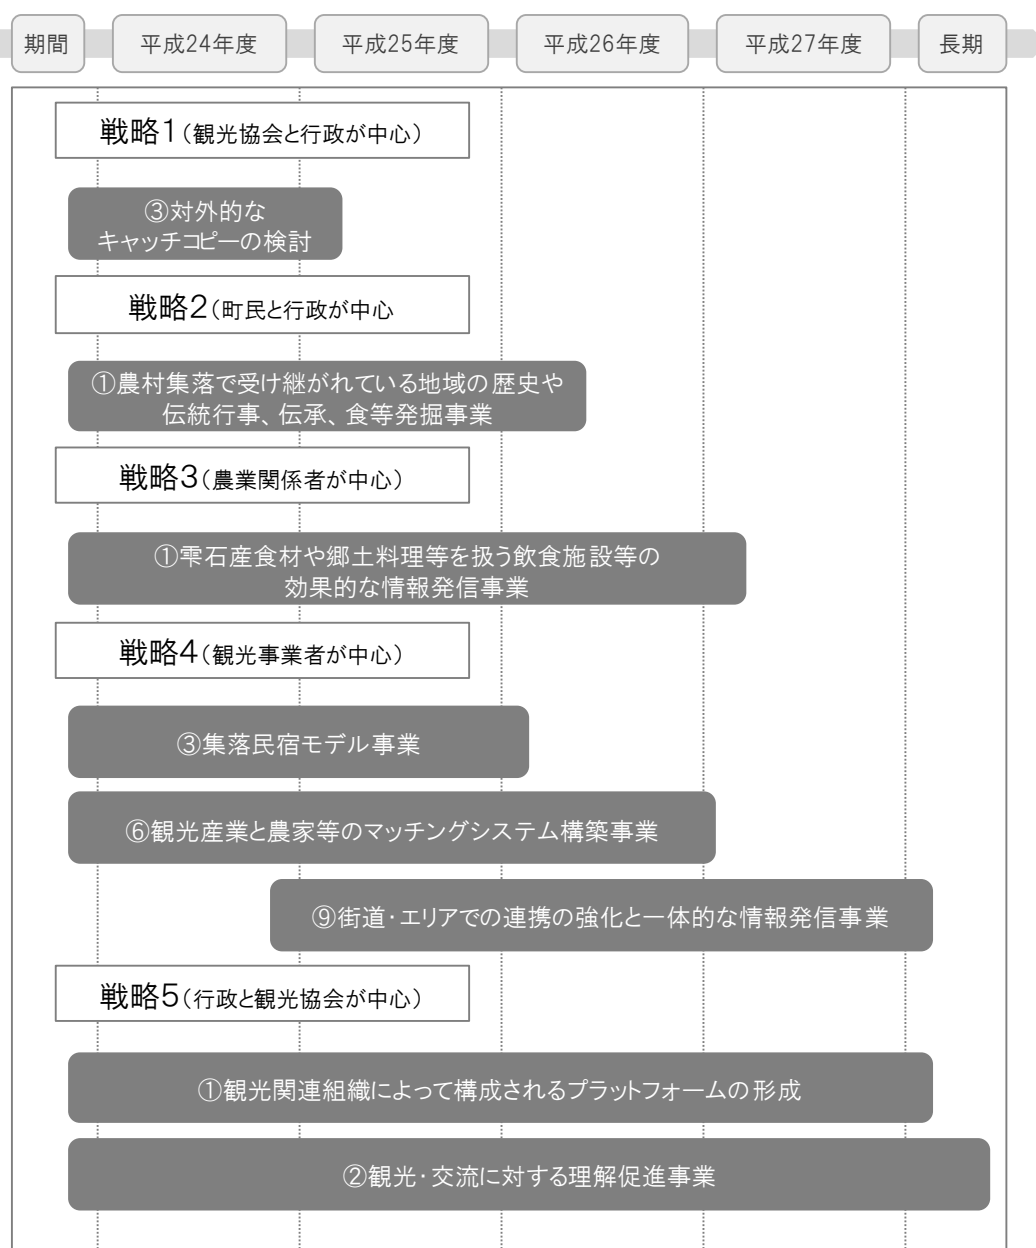 期間 平成24年度 平成25年度 平成26年度 平成27年度 長期
戦略1（観光協会と行政が中心）
③対外的な
キャッチコピーの検討
戦略2（町民と行政が中心
①農村集落で受け継がれている地域の歴史や
伝統行事、伝承、食等発掘事業
戦略3（農業関係者が中心）
①雫石産食材や郷土料理等を扱う飲食施設等の
効果的な情報発信事業
戦略4（観光事業者が中心）
③集落民宿モデル事業
⑥観光産業と農家等のマッチングシステム構築事業
⑨街道・エリアでの連携の強化と一体的な情報発信事業
戦略5（行政と観光協会が中心）
①観光関連組織によって構成されるプラットフォームの形成
②観光・交流に対する理解促進事業